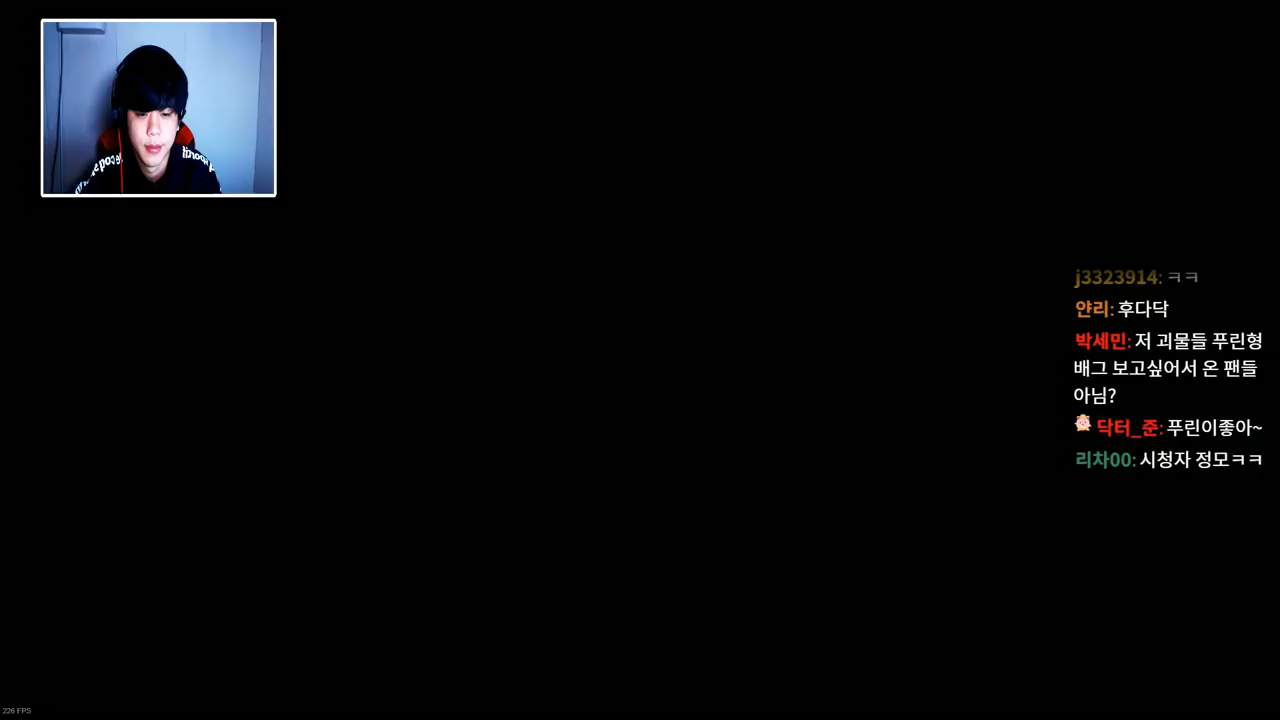 j3323914: ㅋㅋ
얀리: 후다닥
박세민: 저 괴물들 푸린형
배그 보고싶어서 온 팬들
아님?
닥터_준: 푸린이좋아~
리차00: 시청자 정모ㅋㅋ
226 FPS